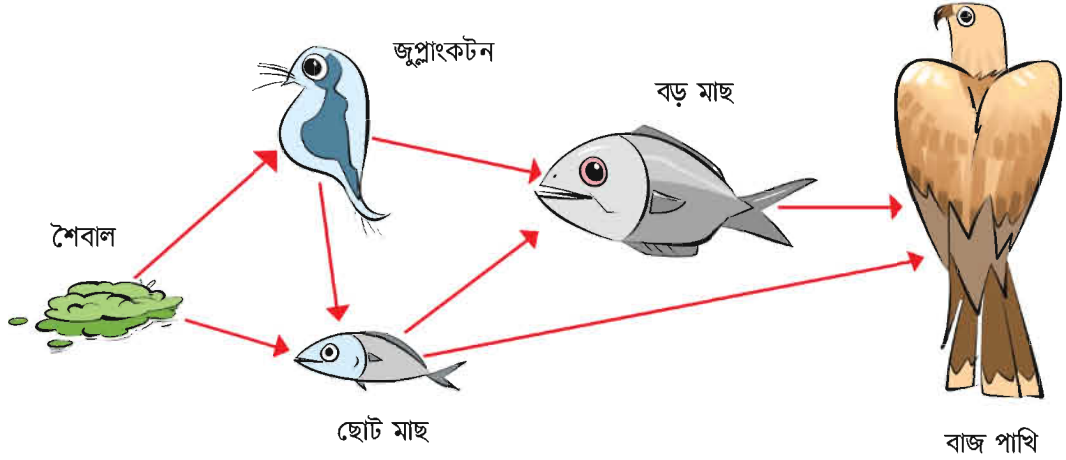 জুপ্লাংকটন
বড় মাছ
শৈবাল
ছোট মাছ
বাজ পাখি